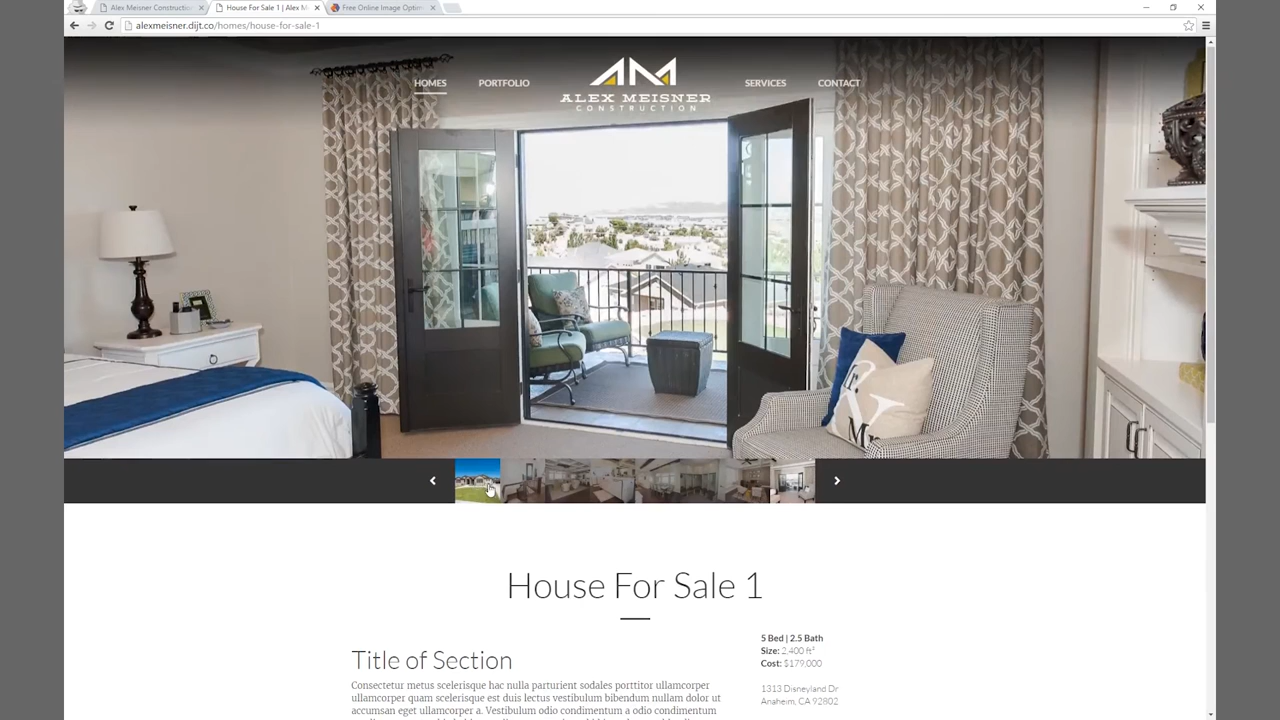 Alex Meisner Construction
House For Sale 1 | Alex M
Free Online Image Optim
alexmeisner.dijt.co/homes/house-for-sale-1
HOMES
PORTFOLIO
AM
ALEX MEISNER
CONSTRUCTION
SERVICES
CONTACT
Mr
House For Sale 1
Title of Section
Consectetur metus scelerisque hac nulla parturient sodales porttitor ullamcorper
ullamcorper quam scelerisque est duis lectus vestibulum bibendum nullam dolor ut
accumsan eget ullamcorper a. Vestibulum odio condimentum a odio condimentum
5 Bed | 2.5 Bath
Size: 2,400 ft²
Cost: $179,000
1313 Disneyland Dr
Anaheim, CA 92802